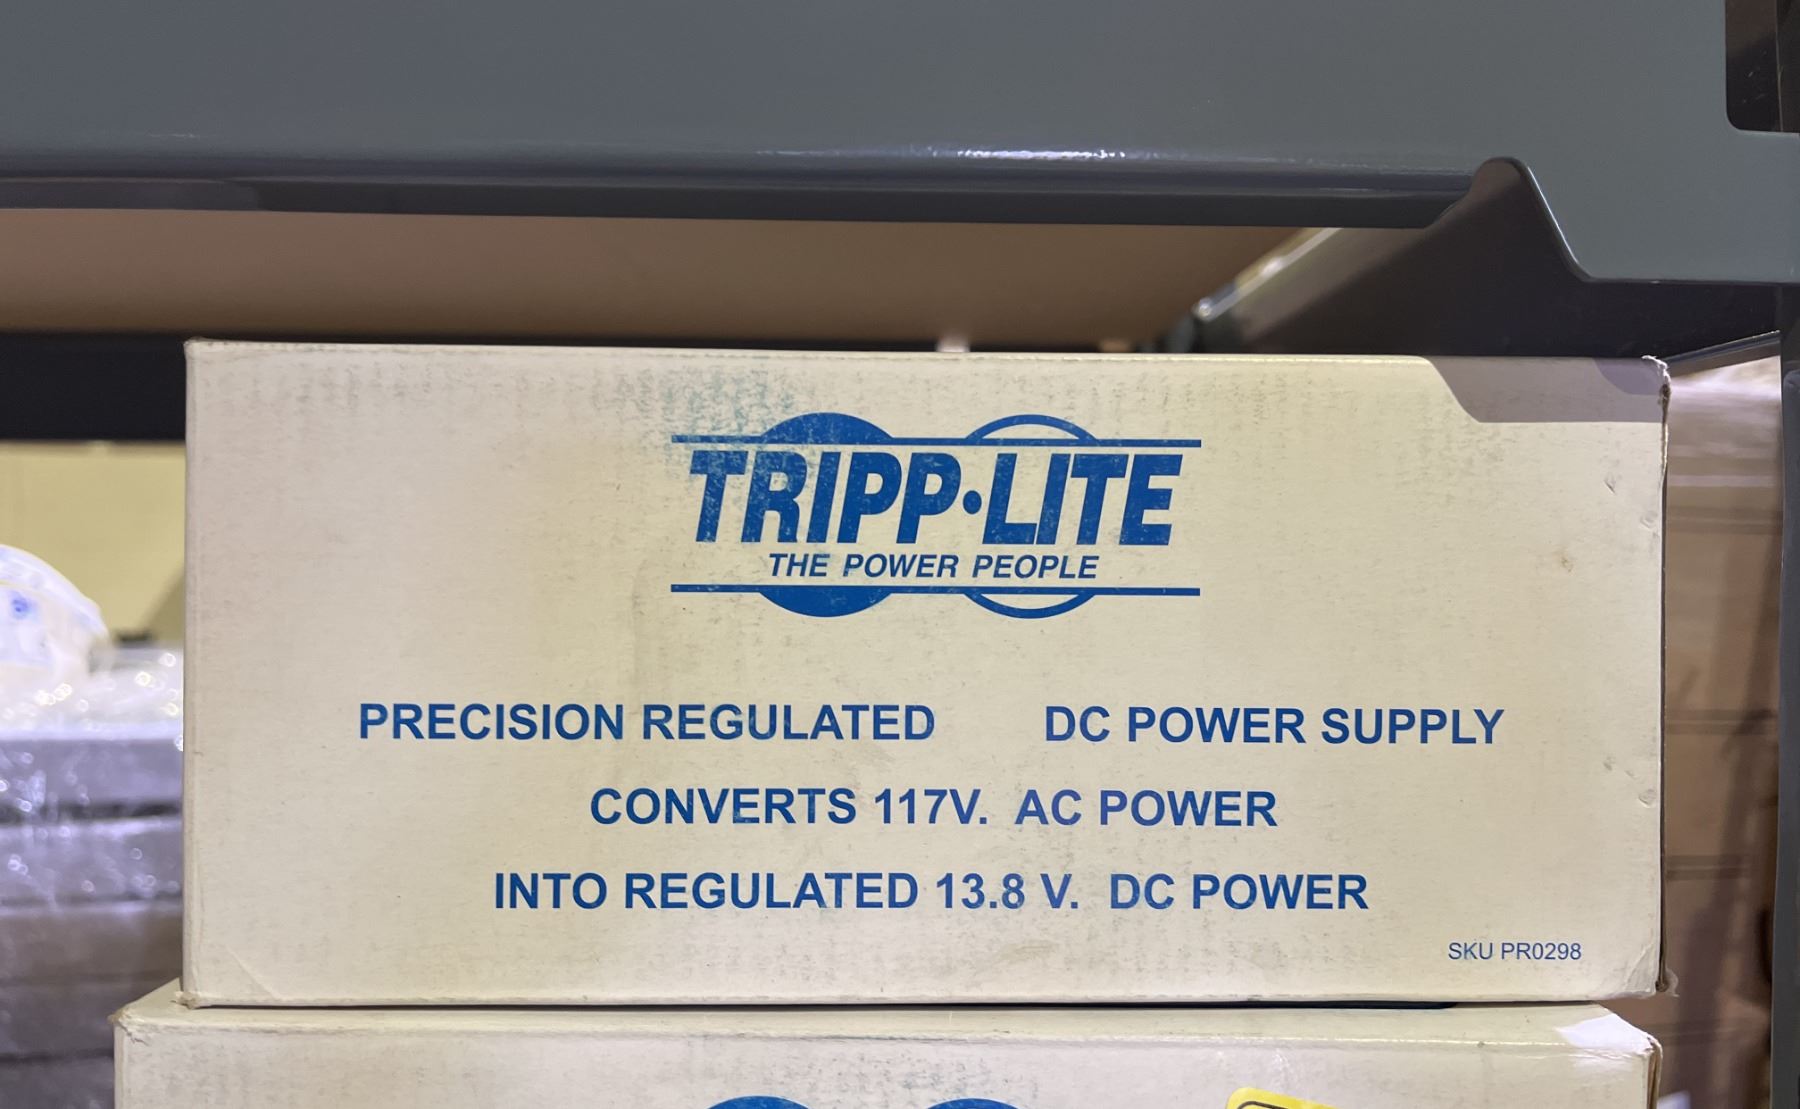 TRIPP•LITE
THE POWER PEOPLE
PRECISION REGULATED DC POWER SUPPLY
CONVERTS 117V. AC POWER
INTO REGULATED 13.8 V. DC POWER
SKU PR0298